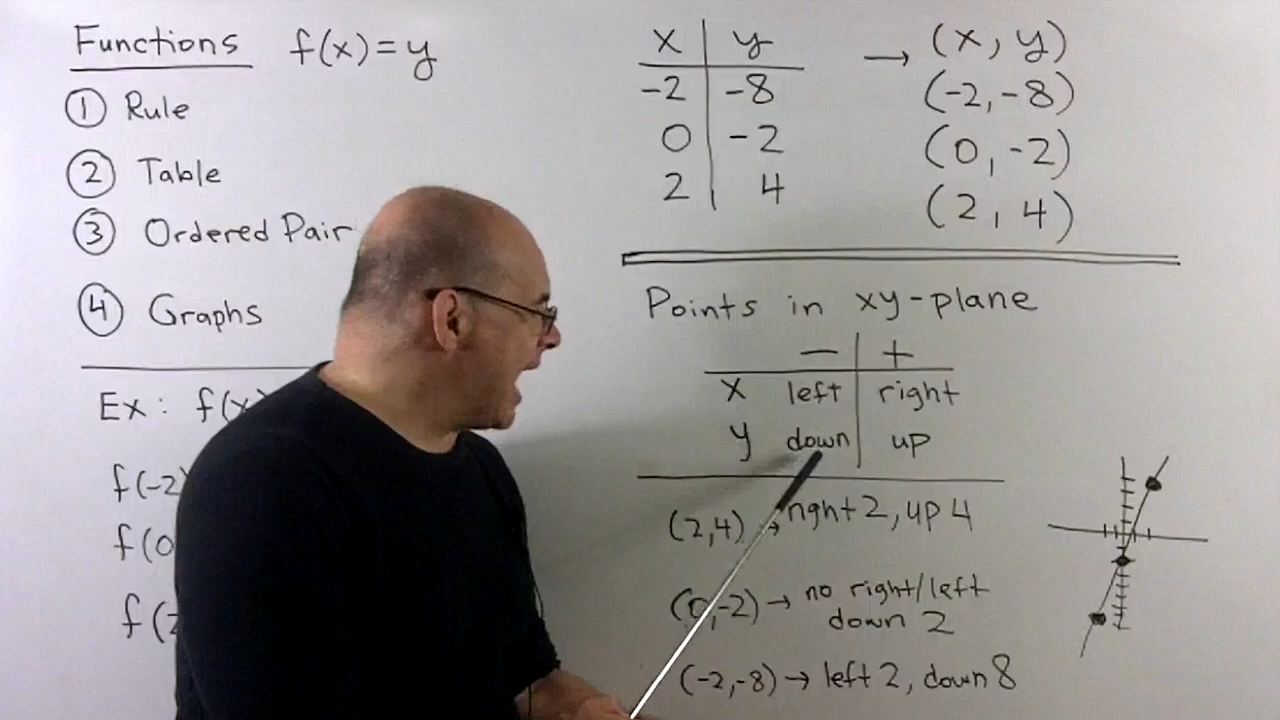 Functions f(x)=y
① Rule
② Table
③ Ordered Pair
④ Graphs
Ex: f(x)
f(-2)
f(0
f(2
x y → (x, y)
-2 -8 (-2,-8)
0 -2 (0, -2)
2 4 (2, 4)
Points in xy-plane
− +
x left right
y down up
(2,4) → right 2, up 4
(0,-2) → no right/left
down 2
(-2,-8) → left 2, down 8